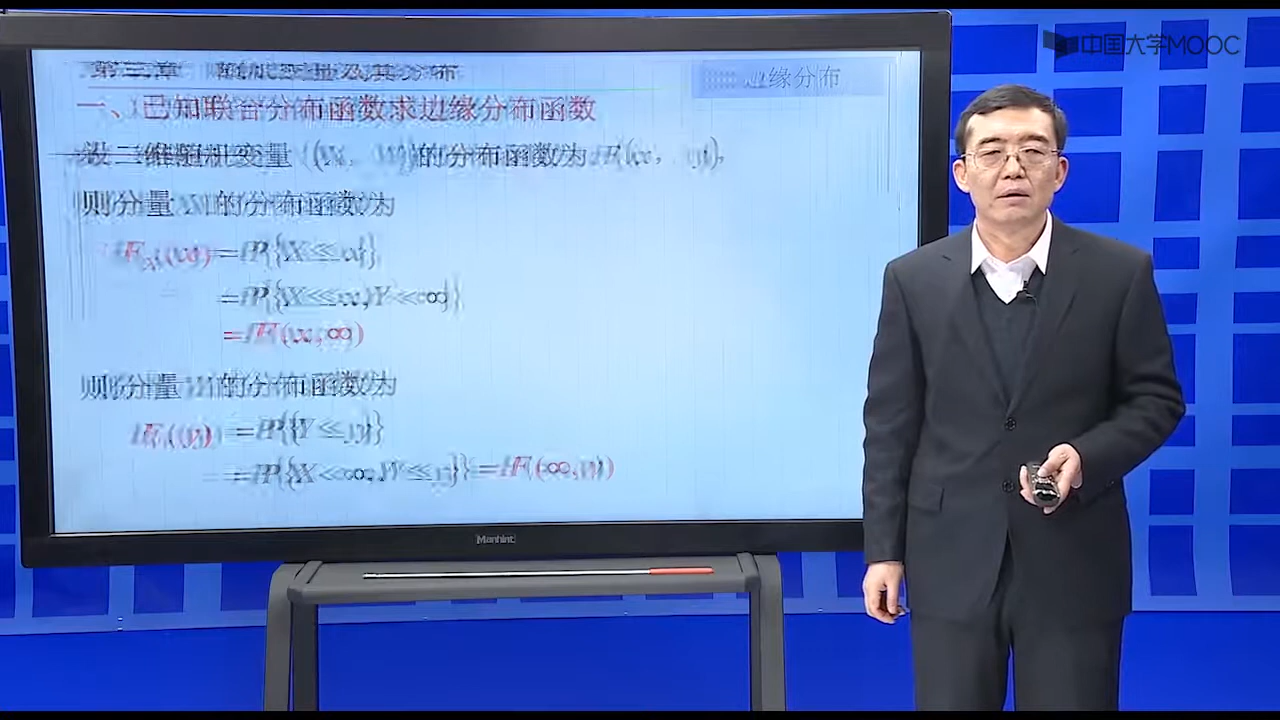 中国大学MOOC
第三章 随机变量及其分布
边缘分布
一、已知联合分布函数求边缘分布函数
设二维随机变量 (X, Y)的分布函数为F(x, y),
则分量 X 的分布函数为
F_X(x)=P{X≤x}
=P{X≤x,Y<∞}
=F(x,∞)
则分量 Y 的分布函数为
F_Y(y)=P{Y≤y}
=P{X<∞,Y≤y}=F(∞,y)
Manhint